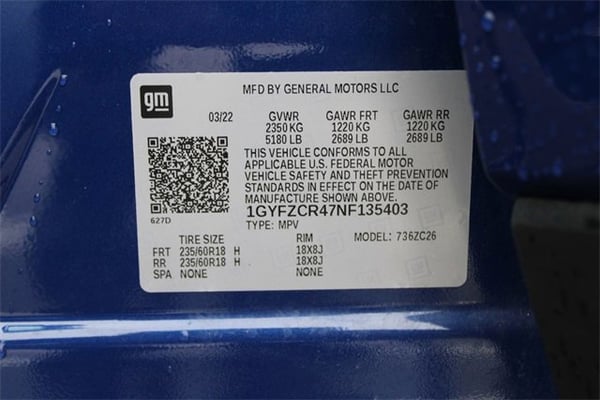 gm
MFD BY GENERAL MOTORS LLC
03/22 GVWR GAWR FRT GAWR RR
2350 KG 1220 KG 1220 KG
5180 LB 2689 LB 2689 LB
THIS VEHICLE CONFORMS TO ALL
APPLICABLE U.S. FEDERAL MOTOR
VEHICLE SAFETY AND THEFT PREVENTION
STANDARDS IN EFFECT ON THE DATE OF
MANUFACTURE SHOWN ABOVE.
627D 1GYFZCR47NF135403
TYPE: MPV
TIRE SIZE RIM MODEL: 736ZC26
FRT 235/60R18 H 18X8J
RR 235/60R18 H 18X8J
SPA NONE NONE